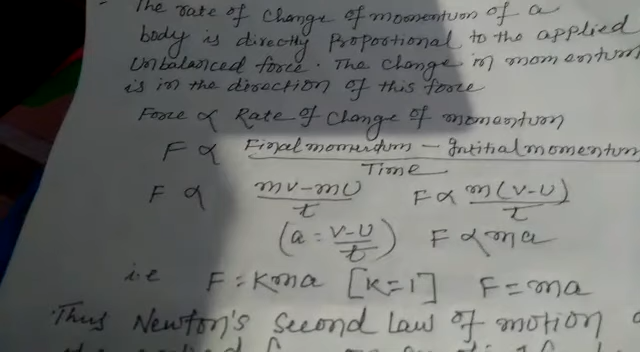 The rate of change of momentum of a
body is directly proportional to the applied
unbalanced force. The change in momentum
is in the direction of this force
Force ∝ Rate of change of momentum
F ∝ Final momentum - Initial momentum / Time
F ∝ mv-mu / t F ∝ m(v-u) / t
(a = v-u / t) F ∝ ma
i.e F = Kma [K=1] F = ma
Thus Newton's second law of motion